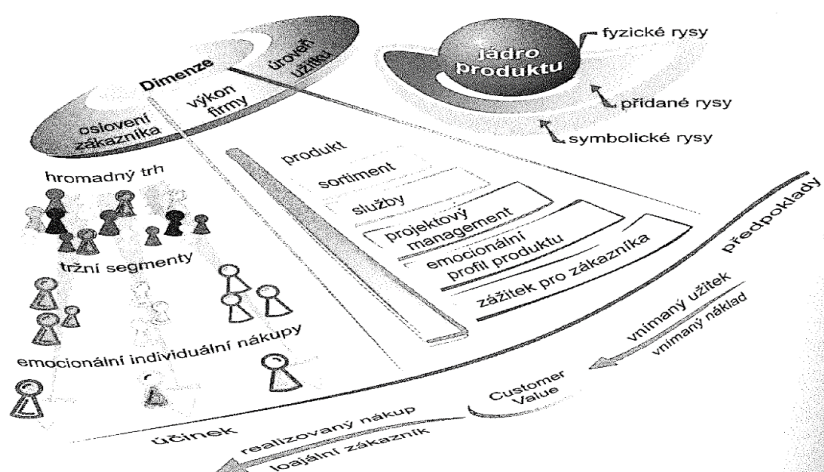 Dimenze
oslovení
zákazníka
výkon
firmy
úroveň
užitku
jádro
produktu
fyzické rysy
přidané rysy
symbolické rysy
hromadný trh
tržní segmenty
emocionální individuální nákupy
produkt
sortiment
služby
projektový
management
emocionální
profil produktu
zážitek pro zákazníka
předpoklady
vnímaný užitek
vnímaný náklad
Customer
Value
účinek
realizovaný nákup
loajální zákazník